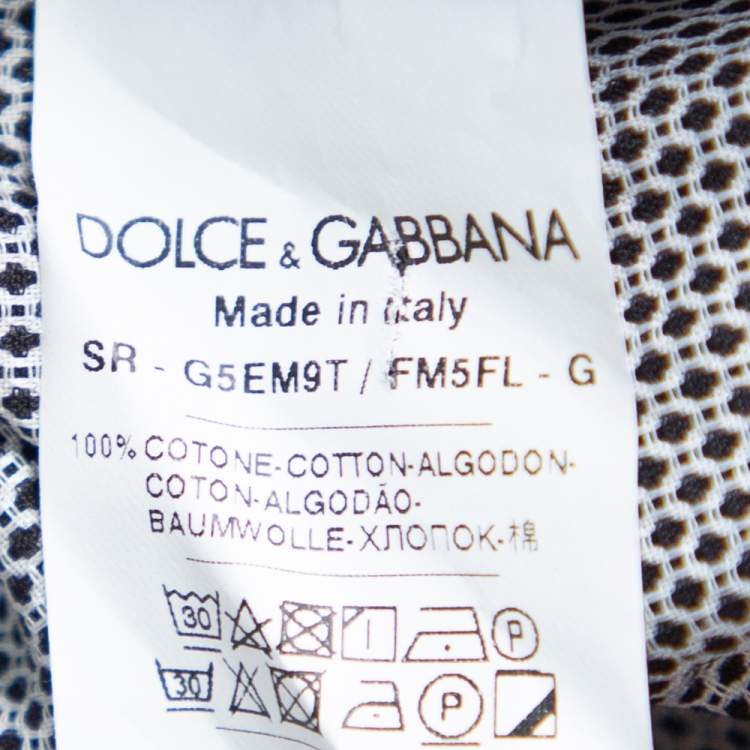 DOLCE & GABBANA
Made in Italy
SR - G5EM9T / FM5FL - G
100% COTONE-COTTON-ALGODON-
COTON-ALGODÃO-
BAUMWOLLE-ХЛОПОК-棉
30 P
30 P